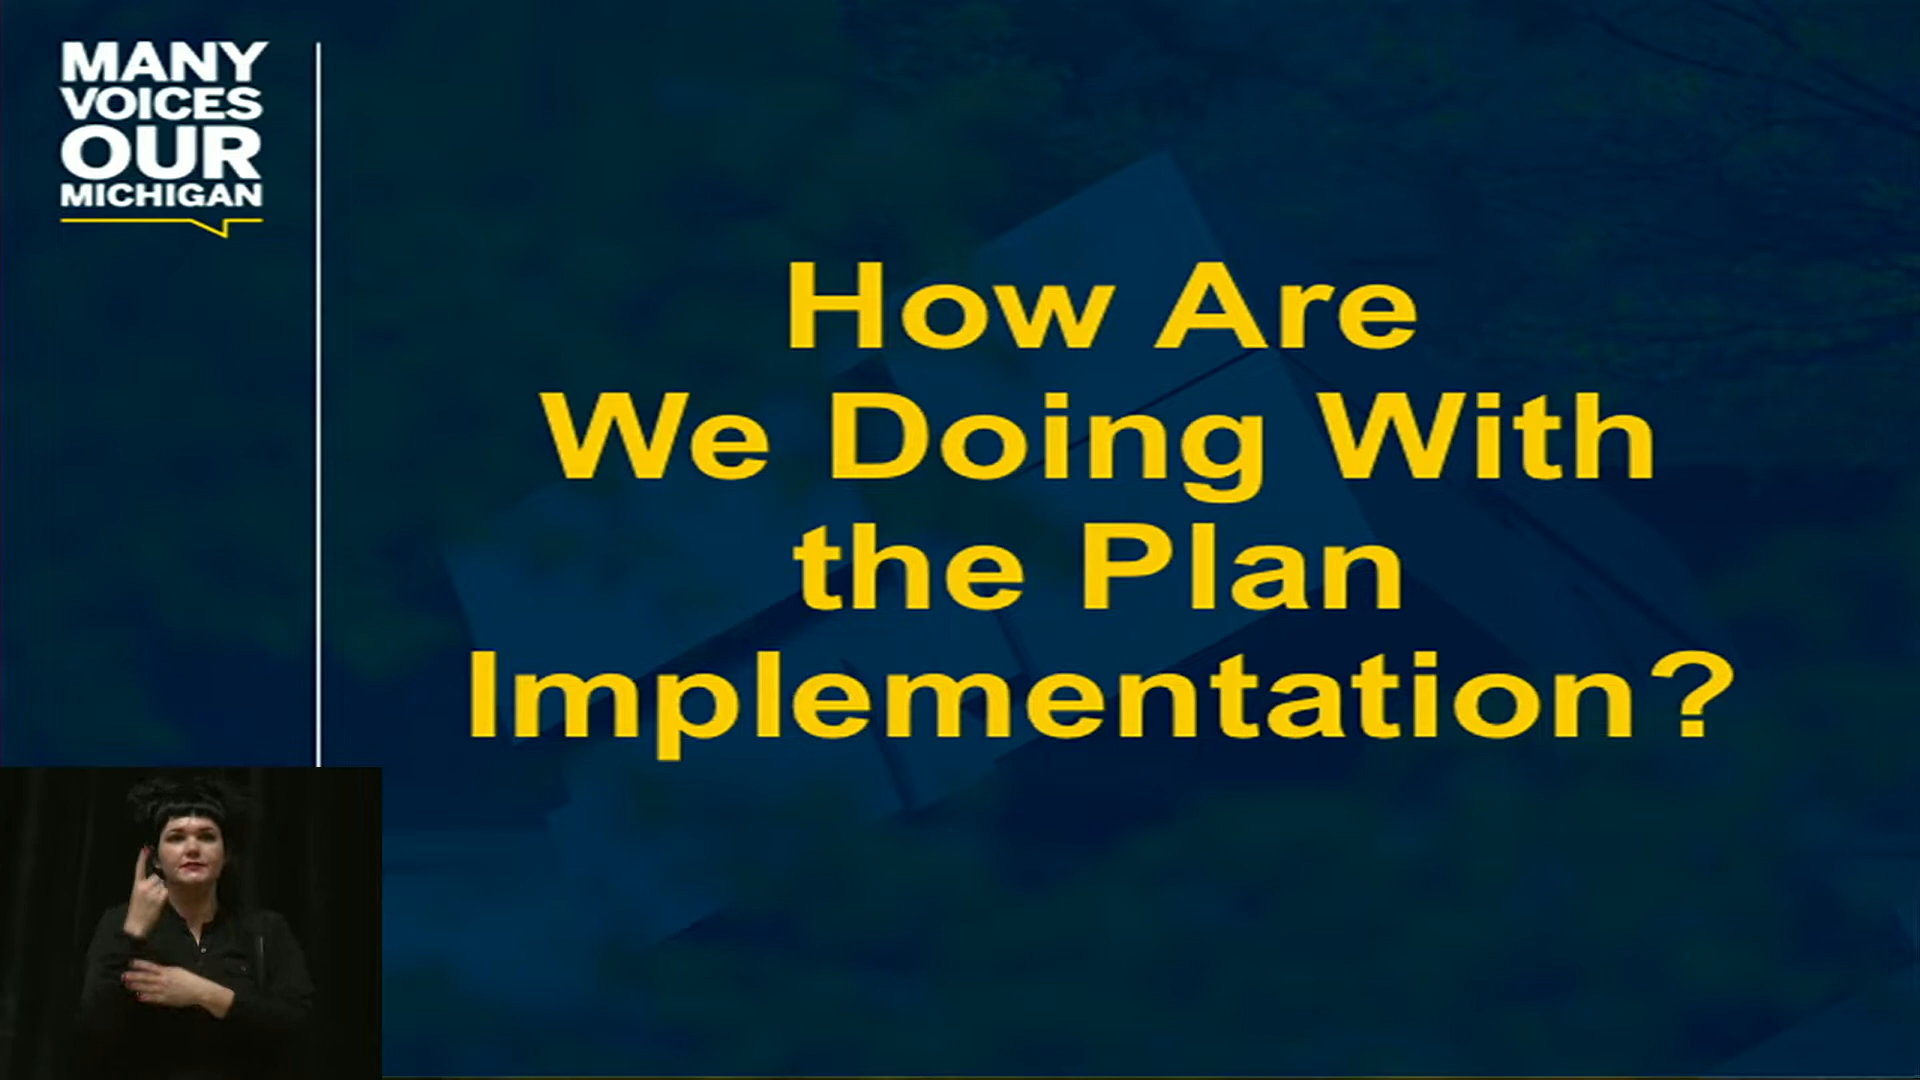 MANY
VOICES
OUR
MICHIGAN
How Are
We Doing With
the Plan
Implementation?